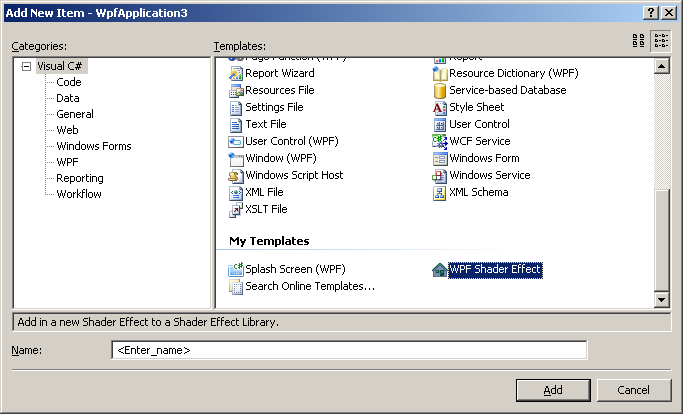 Add New Item - WpfApplication3
Categories:
Templates:
Visual C#
Code
Data
General
Web
Windows Forms
WPF
Reporting
Workflow
Page Function (WPF)
Report
Report Wizard
Resource Dictionary (WPF)
Resources File
Service-based Database
Settings File
Style Sheet
Text File
User Control
User Control (WPF)
WCF Service
Window (WPF)
Windows Form
Windows Script Host
Windows Service
XML File
XML Schema
XSLT File
My Templates
Splash Screen (WPF)
WPF Shader Effect
Search Online Templates...
Add in a new Shader Effect to a Shader Effect Library.
Name:
<Enter_name>
Add
Cancel